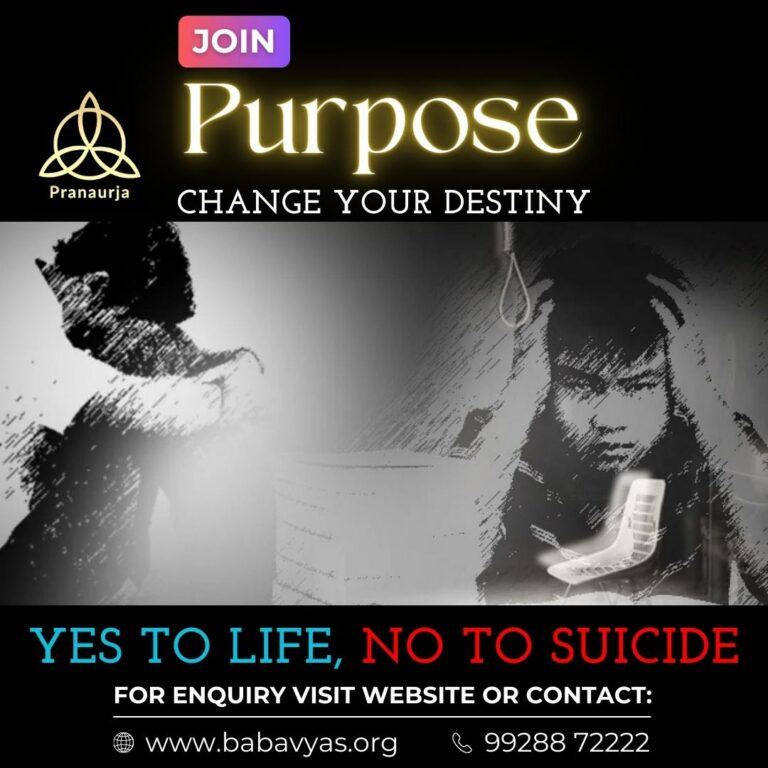 JOIN
Purpose
Pranaurja
CHANGE YOUR DESTINY
YES TO LIFE, NO TO SUICIDE
FOR ENQUIRY VISIT WEBSITE OR CONTACT:
www.babavyas.org 99288 72222